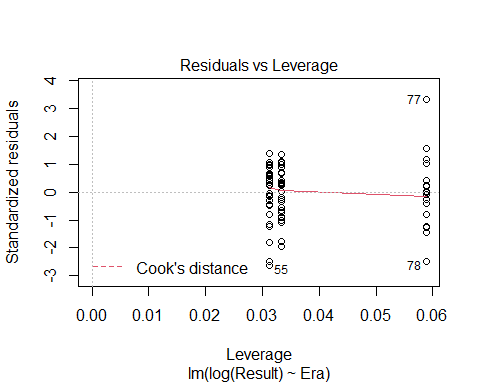 Residuals vs Leverage
Standardized residuals
4
3
2
1
0
-1
-2
-3
77
78
55
Cook's distance
0.00 0.01 0.02 0.03 0.04 0.05 0.06
Leverage
lm(log(Result) ~ Era)